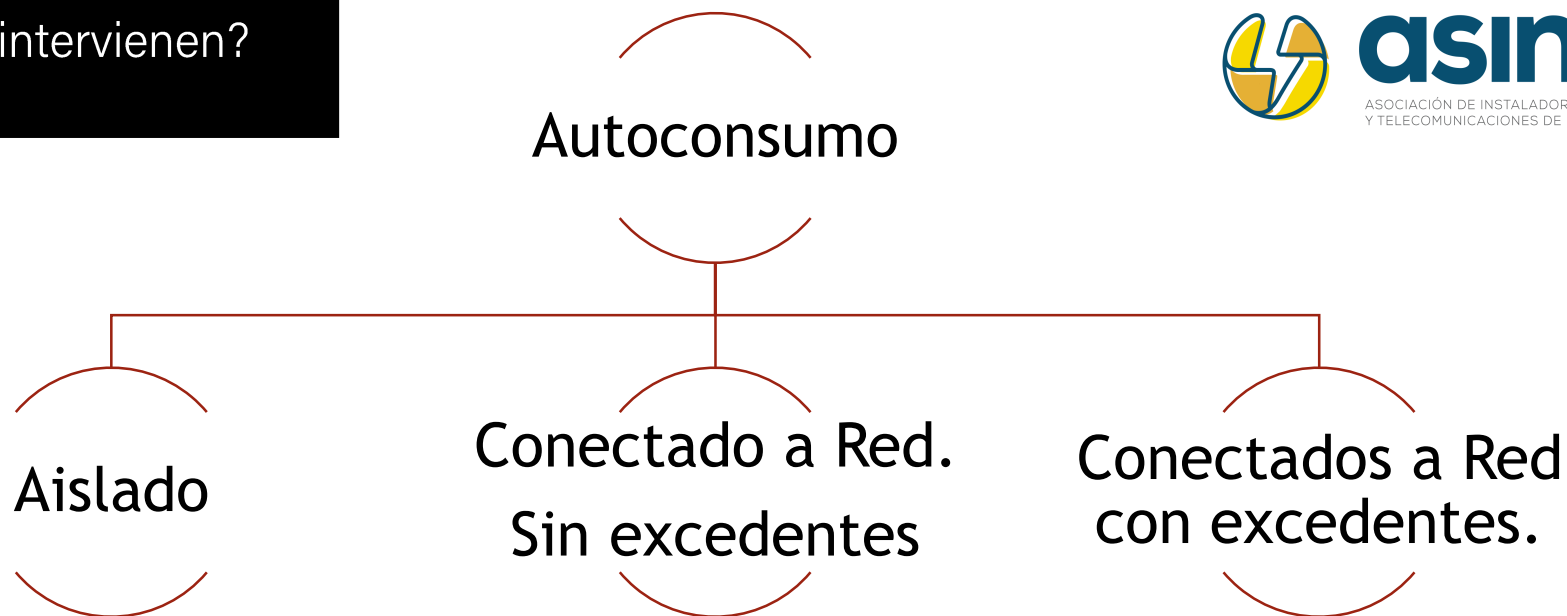 intervienen?
asin
ASOCIACIÓN DE INSTALADOR
Y TELECOMUNICACIONES DE
Autoconsumo
Aislado
Conectado a Red.
Sin excedentes
Conectados a Red
con excedentes.